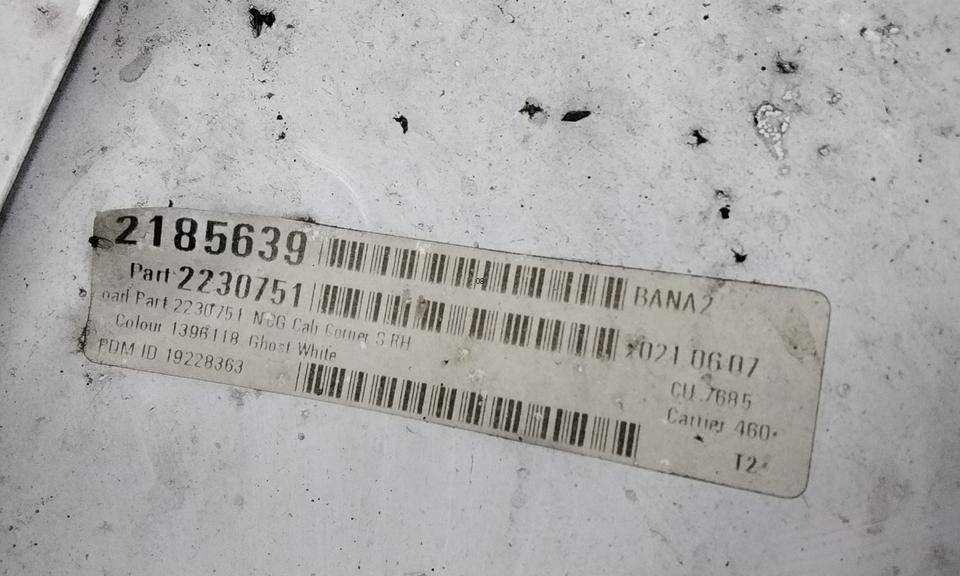 2185639 BANA2
Part 2230751
2021 06 07
oad Part 2230751 NCG Cab Corner S RH
Colour 1396118 Ghost White
CU 7685
PDM ID 19228363
Carrier 460
T2